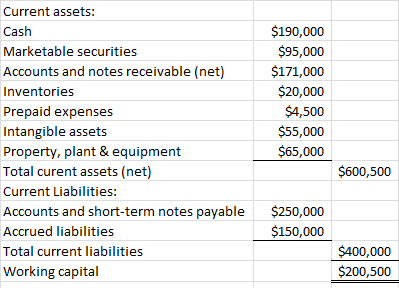 Current assets:
Cash $190,000
Marketable securities $95,000
Accounts and notes receivable (net) $171,000
Inventories $20,000
Prepaid expenses $4,500
Intangible assets $55,000
Property, plant & equipment $65,000
Total curent assets (net) $600,500
Current Liabilities:
Accounts and short-term notes payable $250,000
Accrued liabilities $150,000
Total current liabilities $400,000
Working capital $200,500